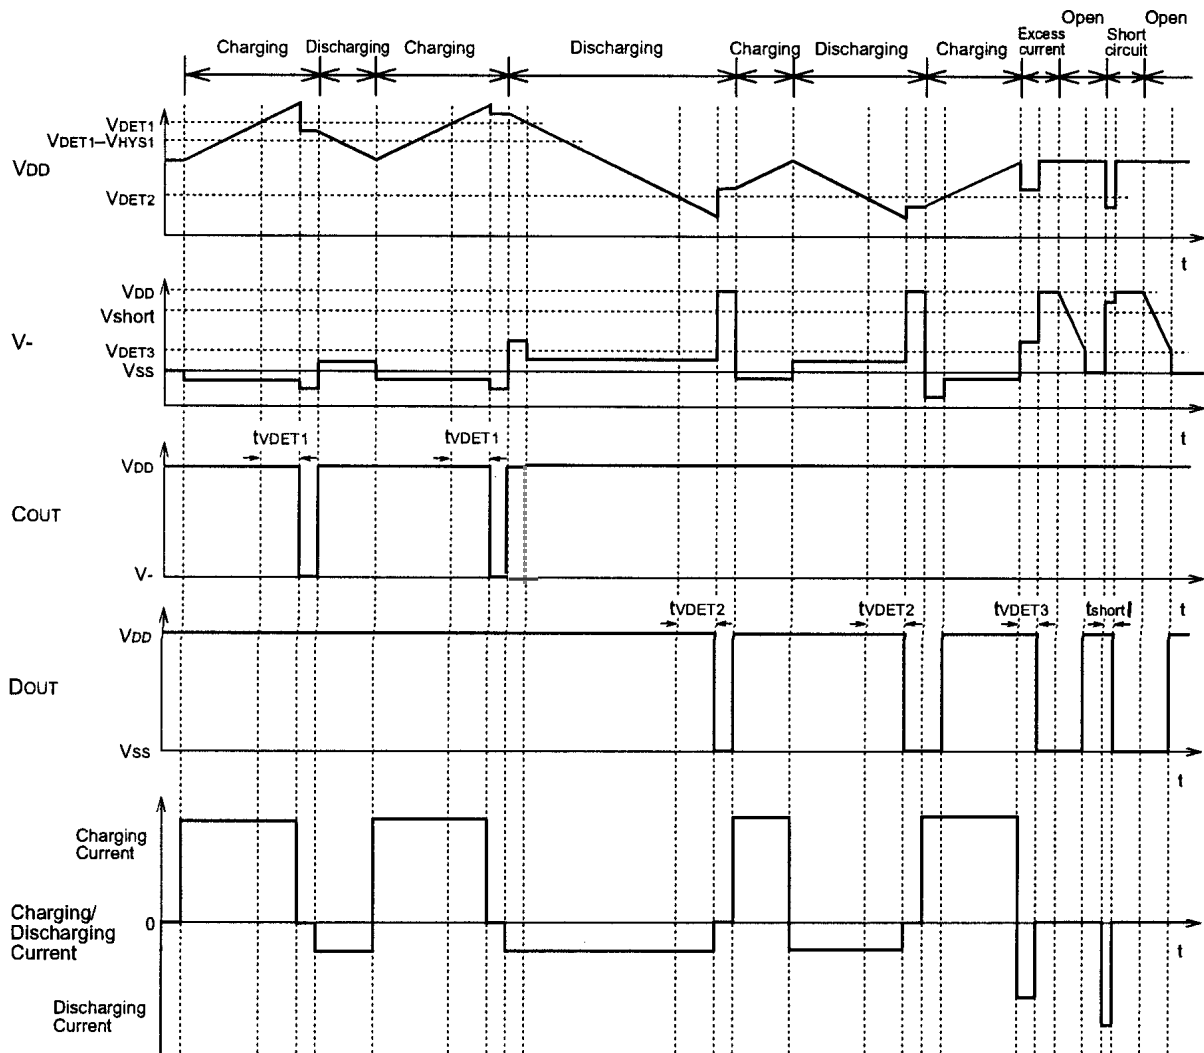 Open Open
Charging Discharging Charging Discharging Charging Discharging Charging Excess current Short circuit
VDET1
VDET1–VHYS1
VDD
VDET2
t
VDD
Vshort
V-
VDET3
VSS
t
tVDET1 tVDET1
VDD
COUT
V-
t
tVDET2 tVDET2 tVDET3 tshort
VDD
DOUT
VSS
t
Charging
Current
Charging/
Discharging
Current
0
t
Discharging
Current